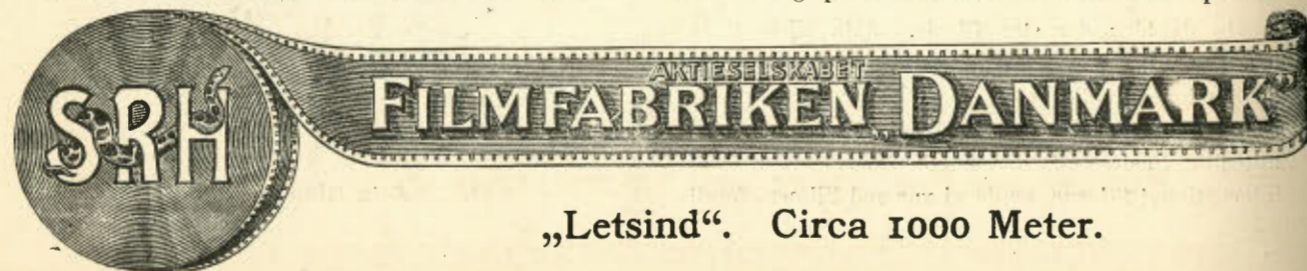 SRH
AKTIESELSKABET
FILMFABRIKEN „DANMARK“
„Letsind“. Circa 1000 Meter.